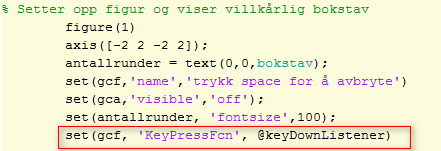 % Setter opp figur og viser villkårlig bokstav
figure(1)
axis([-2 2 -2 2]);
antallrunder = text(0,0,bokstav);
set(gcf,'name','trykk space for å avbryte')
set(gca,'visible','off');
set(antallrunder, 'fontsize',100);
set(gcf, 'KeyPressFcn', @keyDownListener)